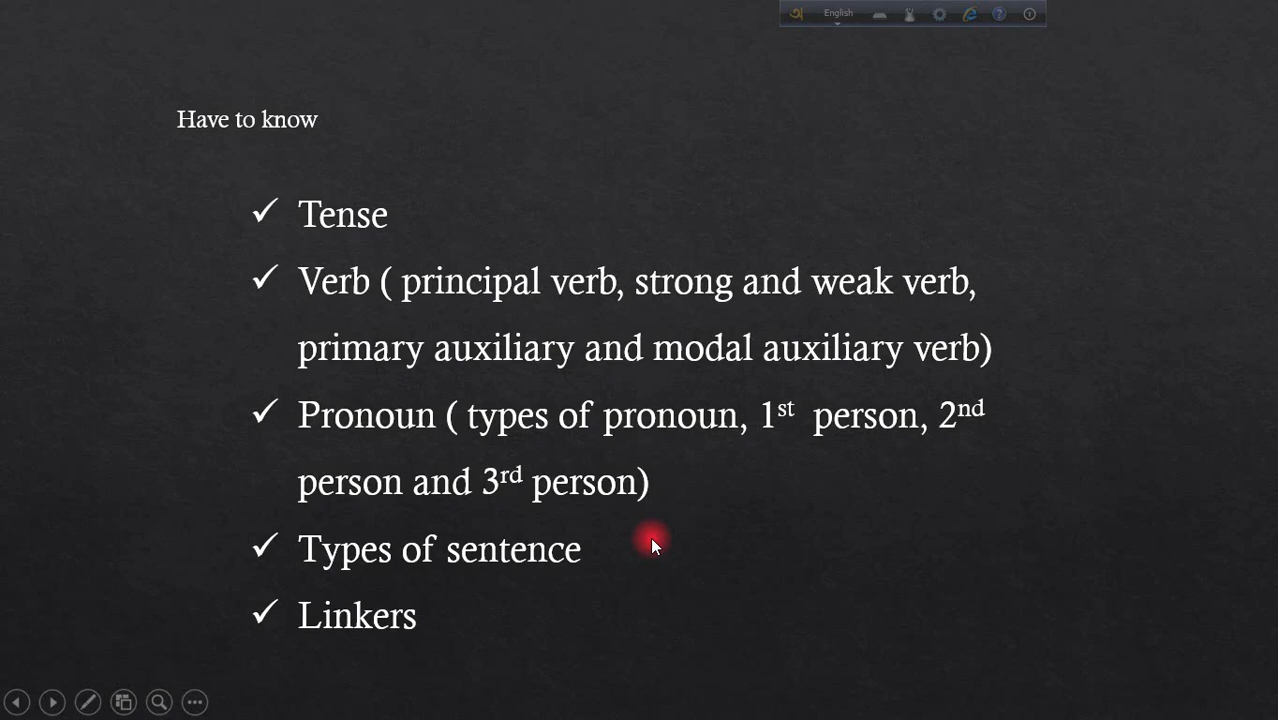 English
Have to know
✓ Tense
✓ Verb ( principal verb, strong and weak verb,
primary auxiliary and modal auxiliary verb)
✓ Pronoun ( types of pronoun, 1st person, 2nd
person and 3rd person)
✓ Types of sentence
✓ Linkers